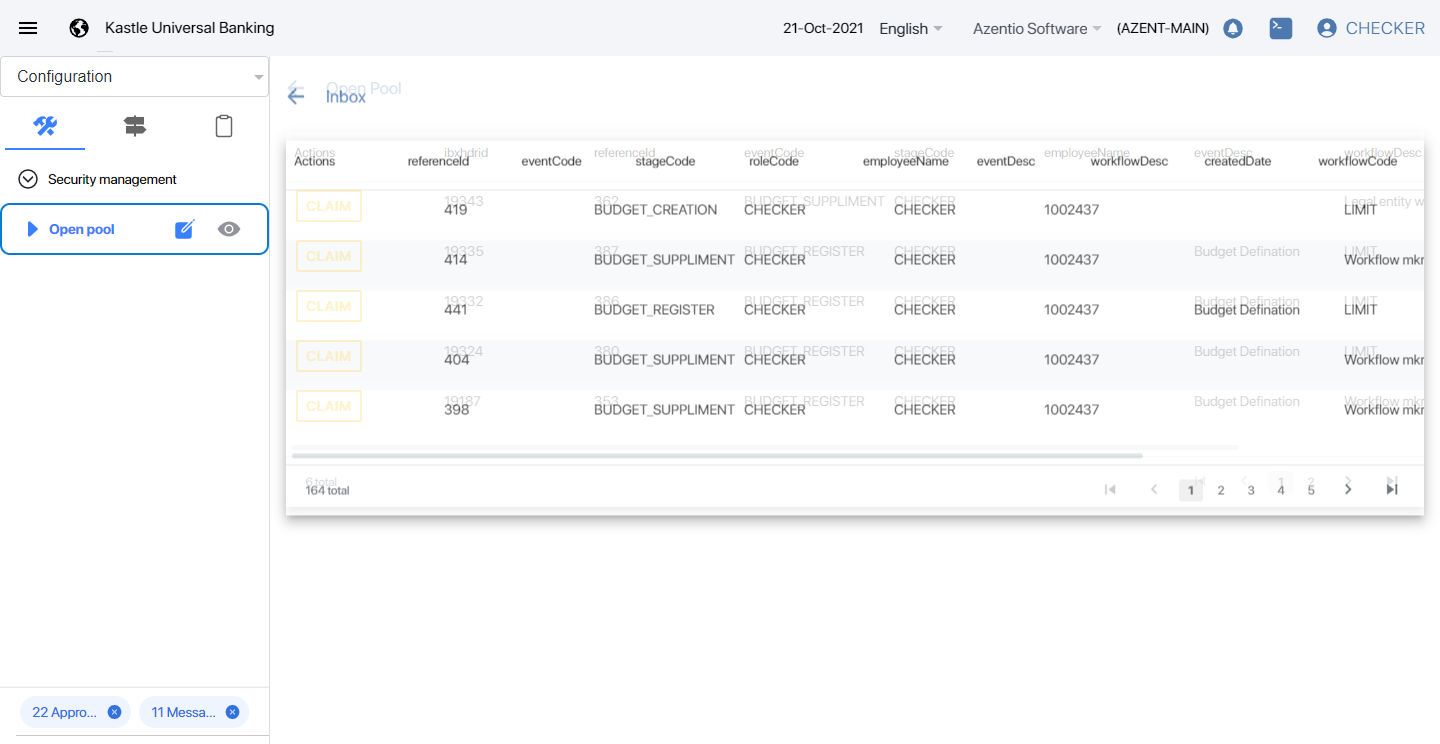 Kastle Universal Banking
21-Oct-2021 English Azentio Software (AZENT-MAIN) CHECKER
Configuration
Open Pool
Inbox
Security management
Open pool
Actions ibxhdrid referenceId eventCode stageCode employeeName eventDesc workflowDesc
Actions referenceId eventCode stageCode roleCode employeeName eventDesc workflowDesc createdDate workflowCode
CLAIM 19343 362 BUDGET_SUPPLIMENT CHECKER Legal entity w
419 BUDGET_CREATION CHECKER CHECKER 1002437 LIMIT
CLAIM 19335 387 BUDGET_REGISTER CHECKER Budget Defination LIMIT
414 BUDGET_SUPPLIMENT CHECKER CHECKER 1002437 Workflow mkr
CLAIM 19332 386 BUDGET_REGISTER CHECKER Budget Defination LIMIT
441 BUDGET_REGISTER CHECKER CHECKER 1002437 Budget Defination LIMIT
CLAIM 19324 380 BUDGET_REGISTER CHECKER Budget Defination LIMIT
404 BUDGET_SUPPLIMENT CHECKER CHECKER 1002437 Workflow mkr
CLAIM 19187 353 BUDGET_REGISTER CHECKER Budget Defination Workflow mkr
398 BUDGET_SUPPLIMENT CHECKER CHECKER 1002437 Workflow mkr
6 total 1 2
164 total 1 2 3 4 5
22 Appro... 11 Messa...